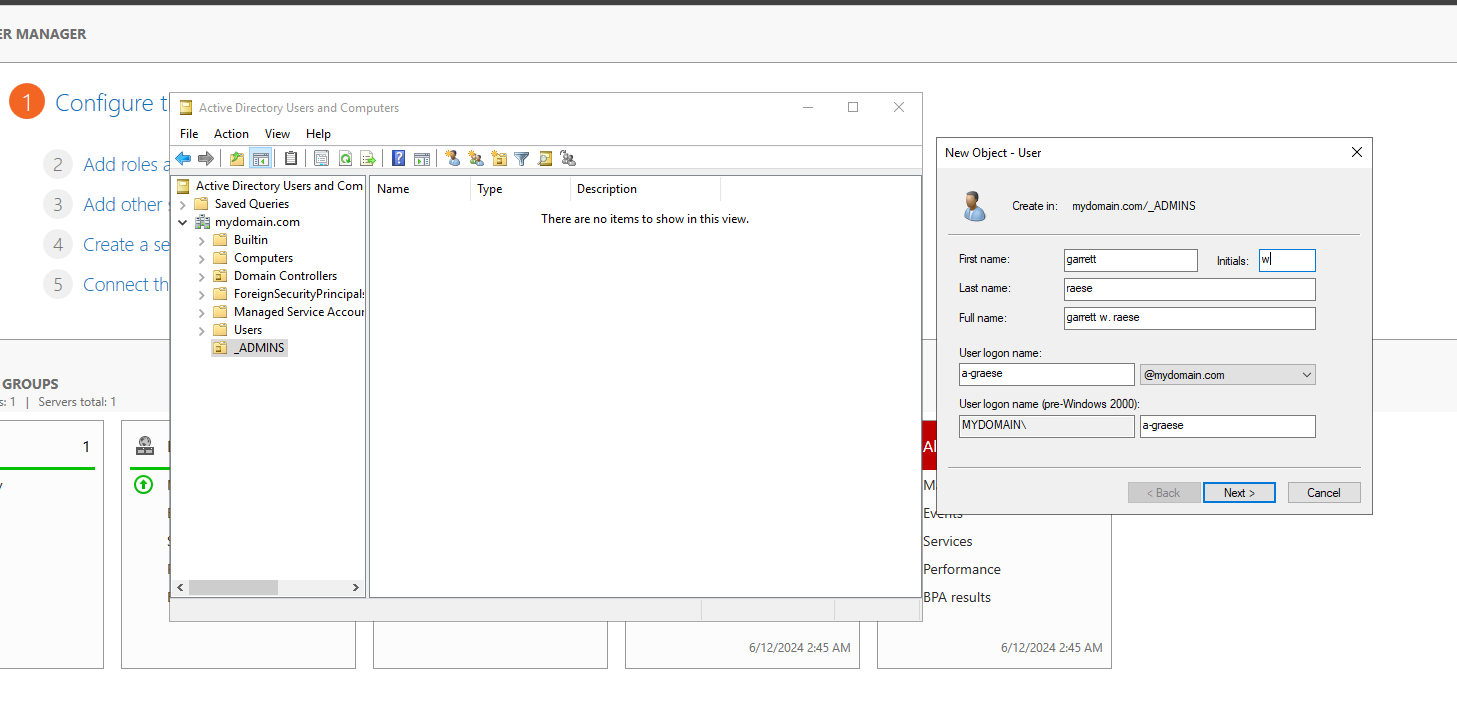 ER MANAGER
1 Configure t
2 Add roles a
3 Add other
4 Create a se
5 Connect th
GROUPS
s: 1 | Servers total: 1
1
Active Directory Users and Computers
File Action View Help
Active Directory Users and Com
Saved Queries
mydomain.com
Builtin
Computers
Domain Controllers
ForeignSecurityPrincipals
Managed Service Accour
Users
_ADMINS
Name Type Description
There are no items to show in this view.
New Object - User
Create in: mydomain.com/_ADMINS
First name: garrett Initials: w
Last name: raese
Full name: garrett w. raese
User logon name:
a-graese @mydomain.com
User logon name (pre-Windows 2000):
MYDOMAIN\ a-graese
< Back Next > Cancel
Al
Ma
Events
Services
Performance
BPA results
6/12/2024 2:45 AM
6/12/2024 2:45 AM